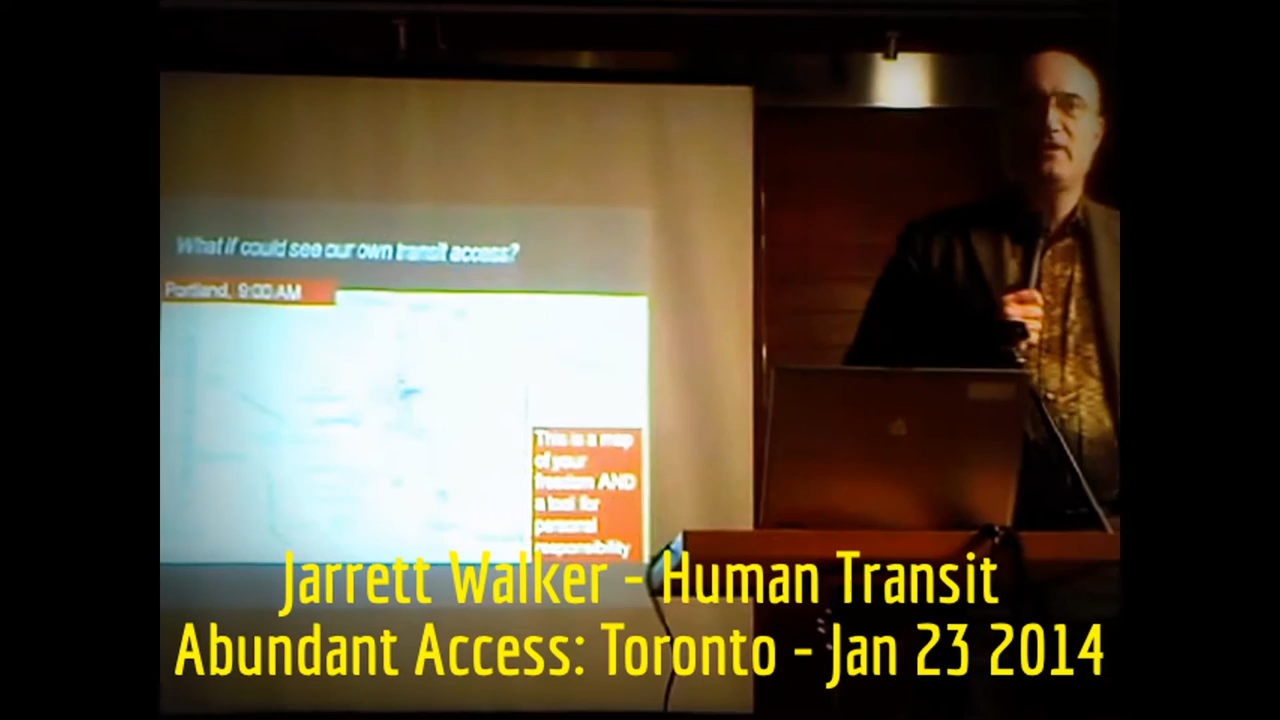 What if could see our own transit access?
Portland, 9:00 AM
This is a map
of your
freedom AND
a tool for
personal
responsibility
Jarrett Walker - Human Transit
Abundant Access: Toronto - Jan 23 2014